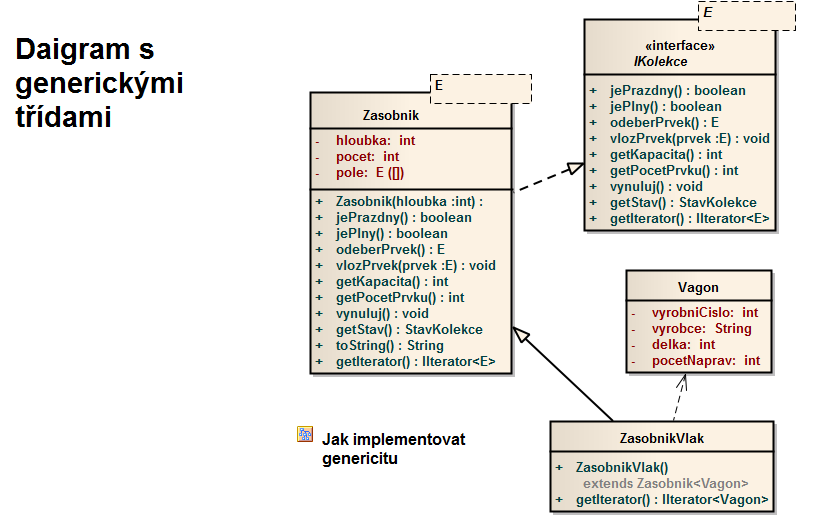 Daigram s
generickými
třídami
E
Zasobnik
- hloubka: int
- pocet: int
- pole: E ([])
+ Zasobnik(hloubka :int) :
+ jePrazdny() : boolean
+ jePlny() : boolean
+ odeberPrvek() : E
+ vlozPrvek(prvek :E) : void
+ getKapacita() : int
+ getPocetPrvku() : int
+ vynuluj() : void
+ getStav() : StavKolekce
+ toString() : String
+ getIterator() : IIterator<E>
E
«interface»
IKolekce
+ jePrazdny() : boolean
+ jePlny() : boolean
+ odeberPrvek() : E
+ vlozPrvek(prvek :E) : void
+ getKapacita() : int
+ getPocetPrvku() : int
+ vynuluj() : void
+ getStav() : StavKolekce
+ getIterator() : IIterator<E>
Vagon
- vyrobniCislo: int
- vyrobce: String
- delka: int
- pocetNaprav: int
Jak implementovat
genericitu
ZasobnikVlak
+ ZasobnikVlak()
extends Zasobnik<Vagon>
+ getIterator() : IIterator<Vagon>